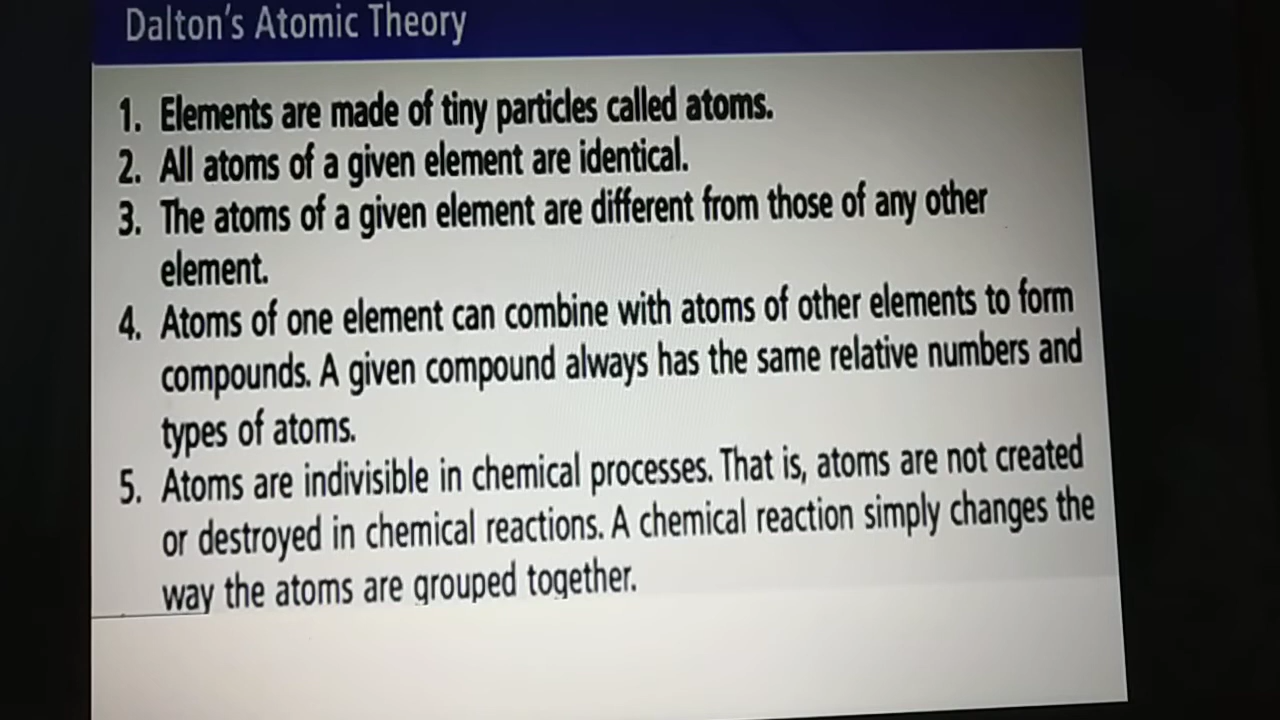 Dalton's Atomic Theory
1. Elements are made of tiny particles called atoms.
2. All atoms of a given element are identical.
3. The atoms of a given element are different from those of any other
element.
4. Atoms of one element can combine with atoms of other elements to form
compounds. A given compound always has the same relative numbers and
types of atoms.
5. Atoms are indivisible in chemical processes. That is, atoms are not created
or destroyed in chemical reactions. A chemical reaction simply changes the
way the atoms are grouped together.